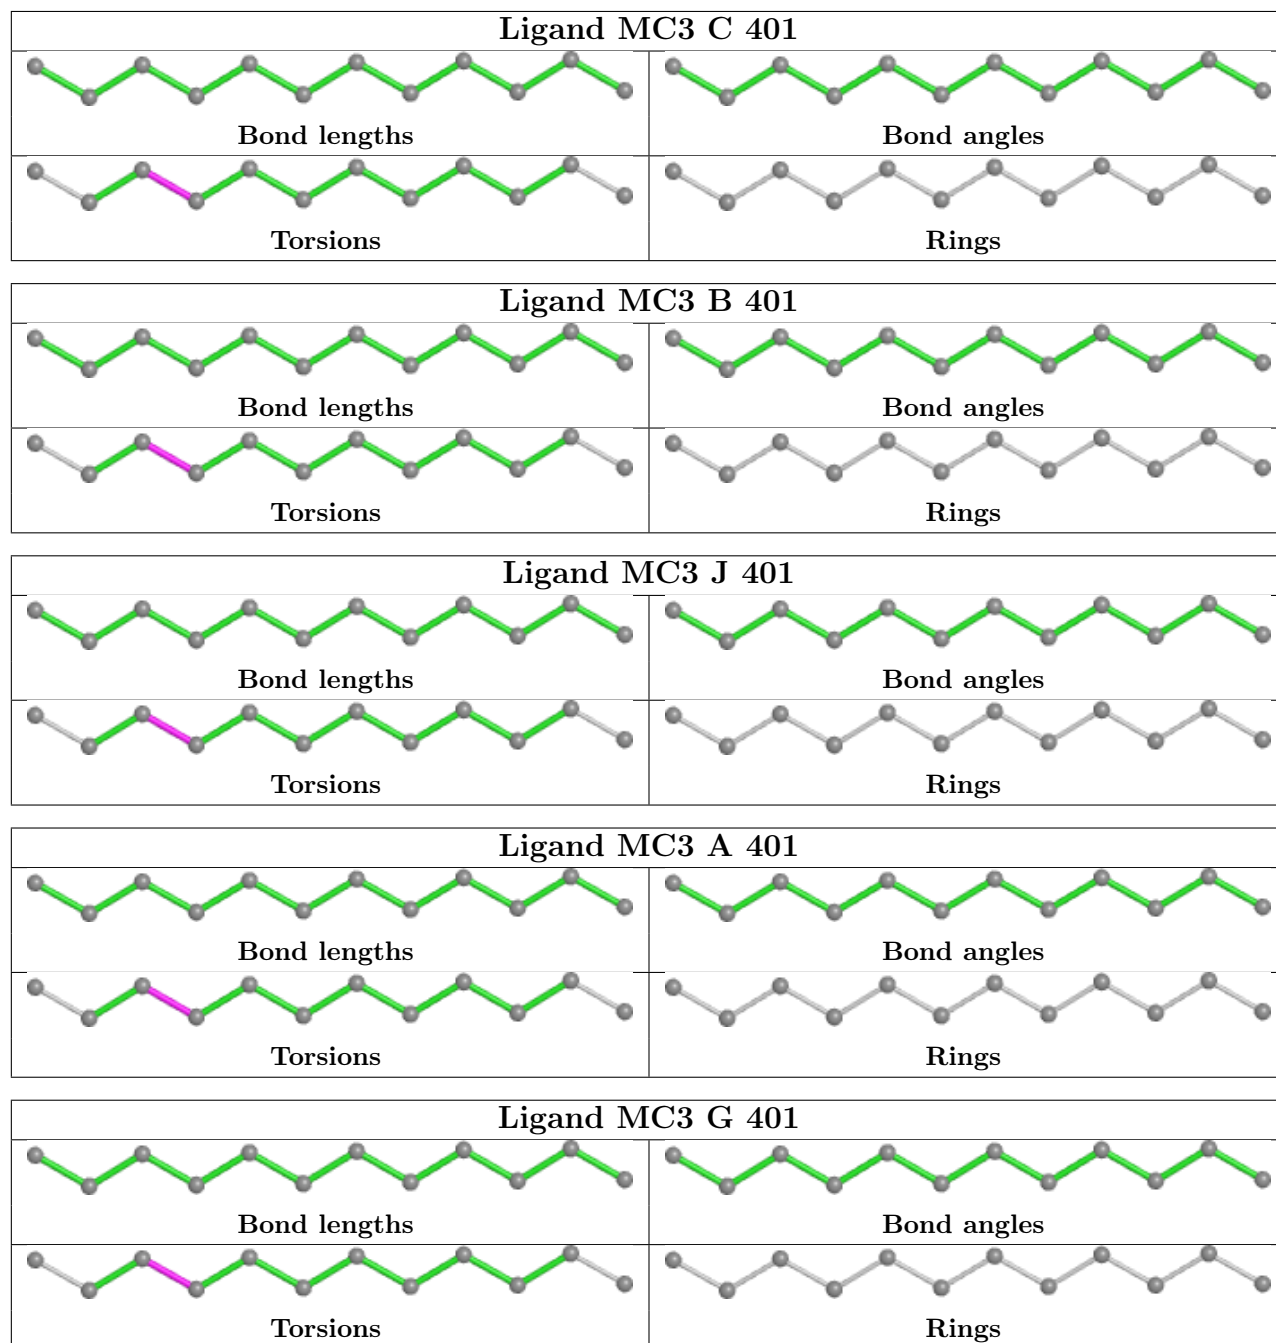 Ligand MC3 C 401
Bond lengths Bond angles
Torsions Rings
Ligand MC3 B 401
Bond lengths Bond angles
Torsions Rings
Ligand MC3 J 401
Bond lengths Bond angles
Torsions Rings
Ligand MC3 A 401
Bond lengths Bond angles
Torsions Rings
Ligand MC3 G 401
Bond lengths Bond angles
Torsions Rings